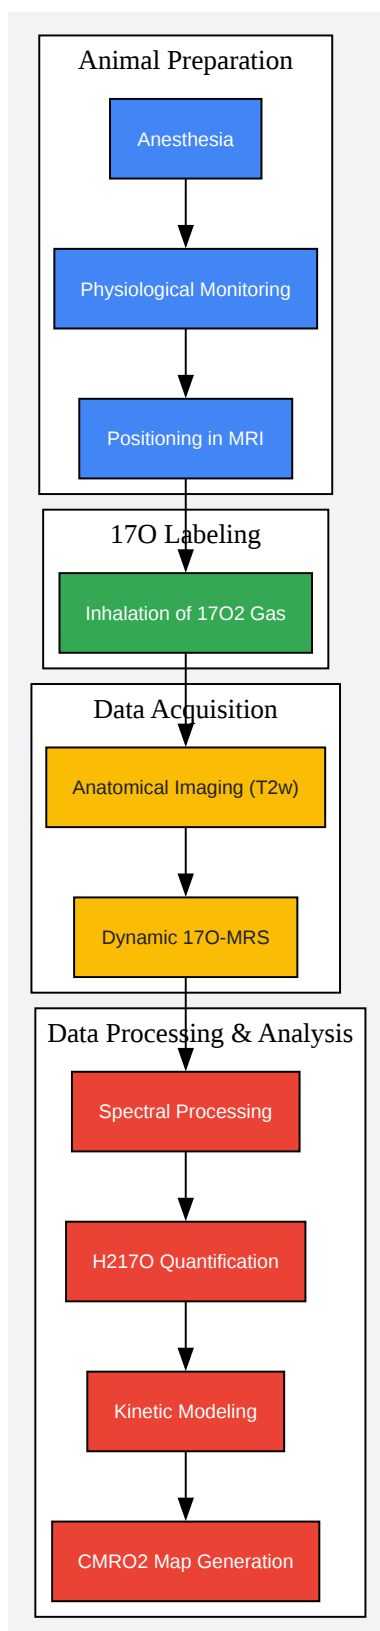 Animal Preparation
Anesthesia
Physiological Monitoring
Positioning in MRI
17O Labeling
Inhalation of 17O2 Gas
Data Acquisition
Anatomical Imaging (T2w)
Dynamic 17O-MRS
Data Processing & Analysis
Spectral Processing
H217O Quantification
Kinetic Modeling
CMRO2 Map Generation